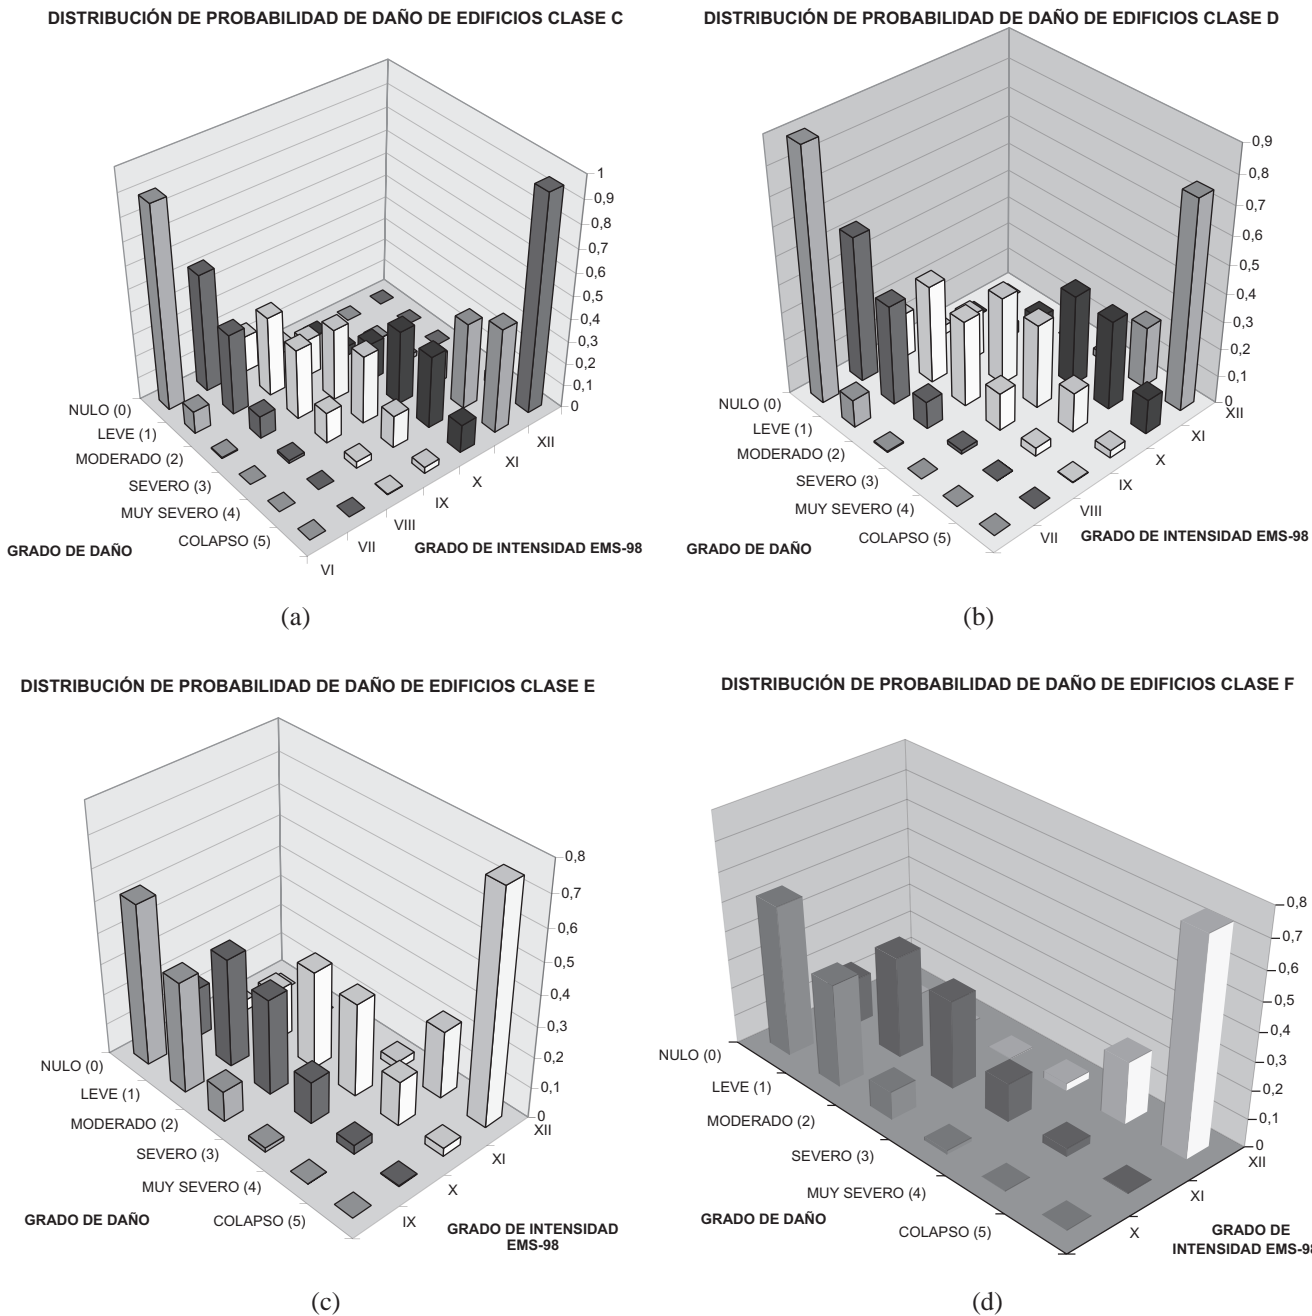 DISTRIBUCIÓN DE PROBABILIDAD DE DAÑO DE EDIFICIOS CLASE C
1
0,9
0,8
0,7
0,6
0,5
0,4
0,3
0,2
0,1
0
NULO (0)
LEVE (1)
MODERADO (2)
SEVERO (3)
MUY SEVERO (4)
COLAPSO (5)
XII
XI
X
IX
VIII
VII
VI
GRADO DE DAÑO
GRADO DE INTENSIDAD EMS-98
(a)
DISTRIBUCIÓN DE PROBABILIDAD DE DAÑO DE EDIFICIOS CLASE D
0,9
0,8
0,7
0,6
0,5
0,4
0,3
0,2
0,1
0
NULO (0)
LEVE (1)
MODERADO (2)
SEVERO (3)
MUY SEVERO (4)
COLAPSO (5)
XII
XI
X
IX
VIII
VII
GRADO DE DAÑO
GRADO DE INTENSIDAD EMS-98
(b)
DISTRIBUCIÓN DE PROBABILIDAD DE DAÑO DE EDIFICIOS CLASE E
0,8
0,7
0,6
0,5
0,4
0,3
0,2
0,1
0
NULO (0)
LEVE (1)
MODERADO (2)
SEVERO (3)
MUY SEVERO (4)
COLAPSO (5)
XII
XI
X
IX
GRADO DE DAÑO
GRADO DE INTENSIDAD
EMS-98
(c)
DISTRIBUCIÓN DE PROBABILIDAD DE DAÑO DE EDIFICIOS CLASE F
0,8
0,7
0,6
0,5
0,4
0,3
0,2
0,1
0
NULO (0)
LEVE (1)
MODERADO (2)
SEVERO (3)
MUY SEVERO (4)
COLAPSO (5)
XII
XI
X
GRADO DE DAÑO
GRADO DE
INTENSIDAD EMS-98
(d)